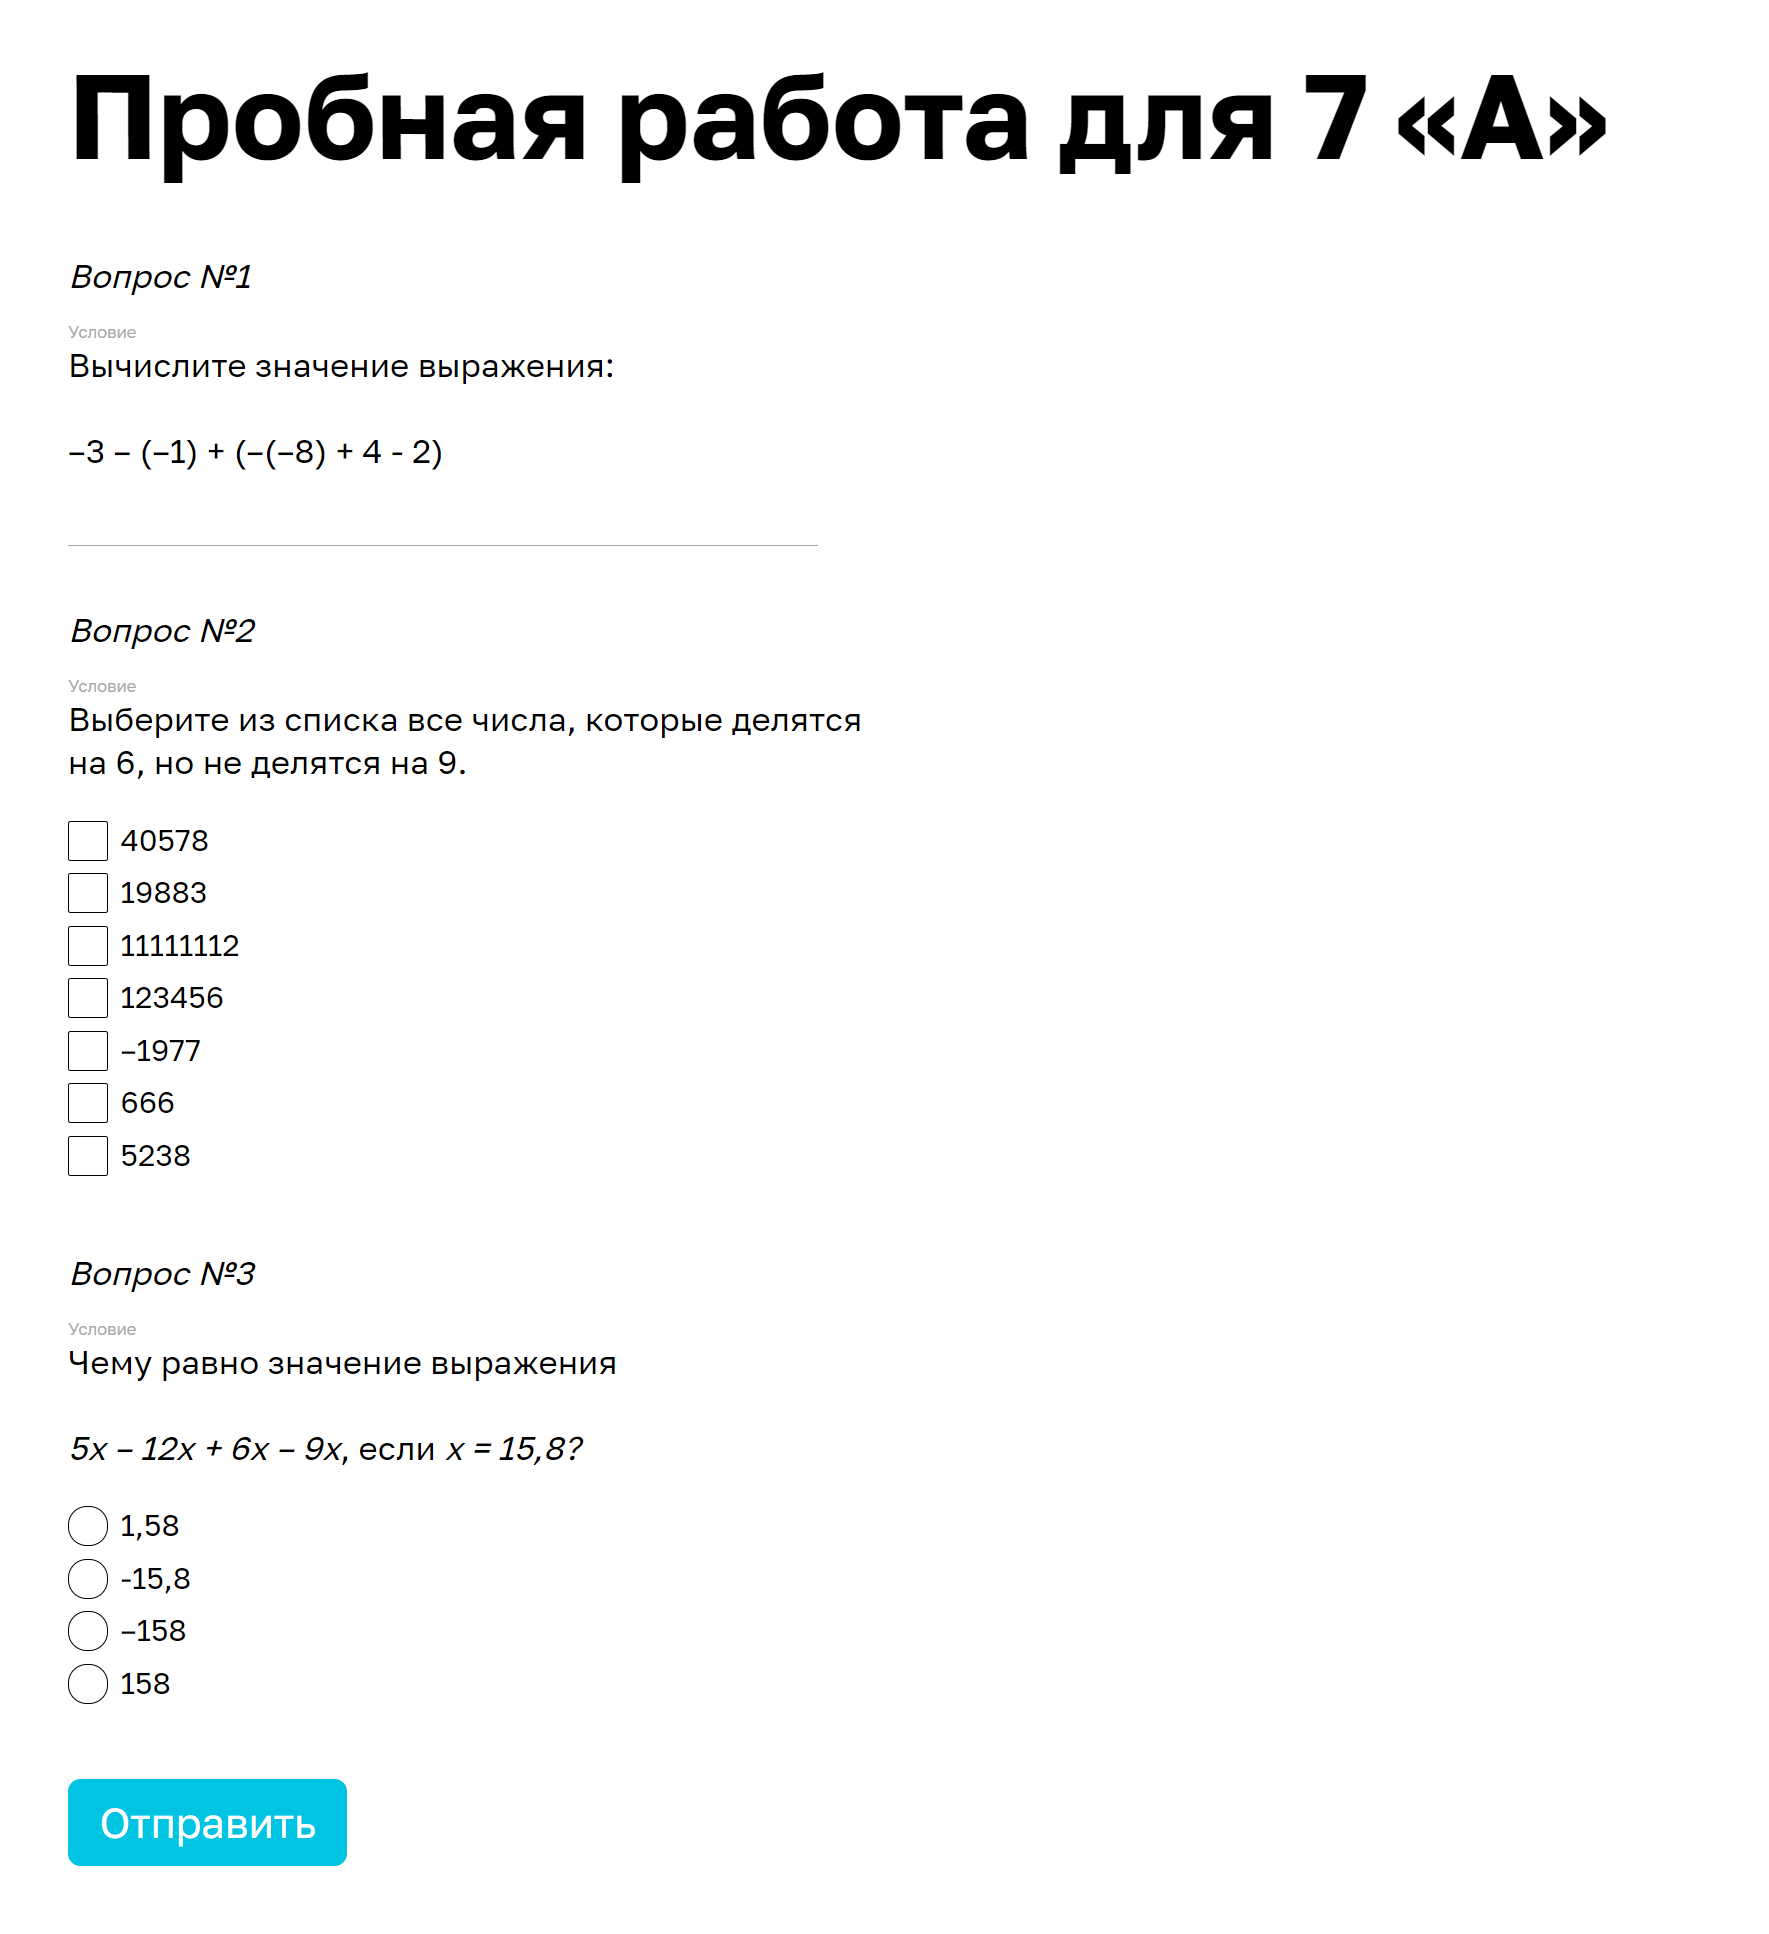 Пробная работа для 7 «А»
Вопрос №1
Условие
Вычислите значение выражения:
–3 – (–1) + (–(–8) + 4 - 2)
Вопрос №2
Условие
Выберите из списка все числа, которые делятся
на 6, но не делятся на 9.
40578
19883
11111112
123456
–1977
666
5238
Вопрос №3
Условие
Чему равно значение выражения
5x – 12x + 6x – 9x, если x = 15,8?
1,58
-15,8
–158
158
Отправить